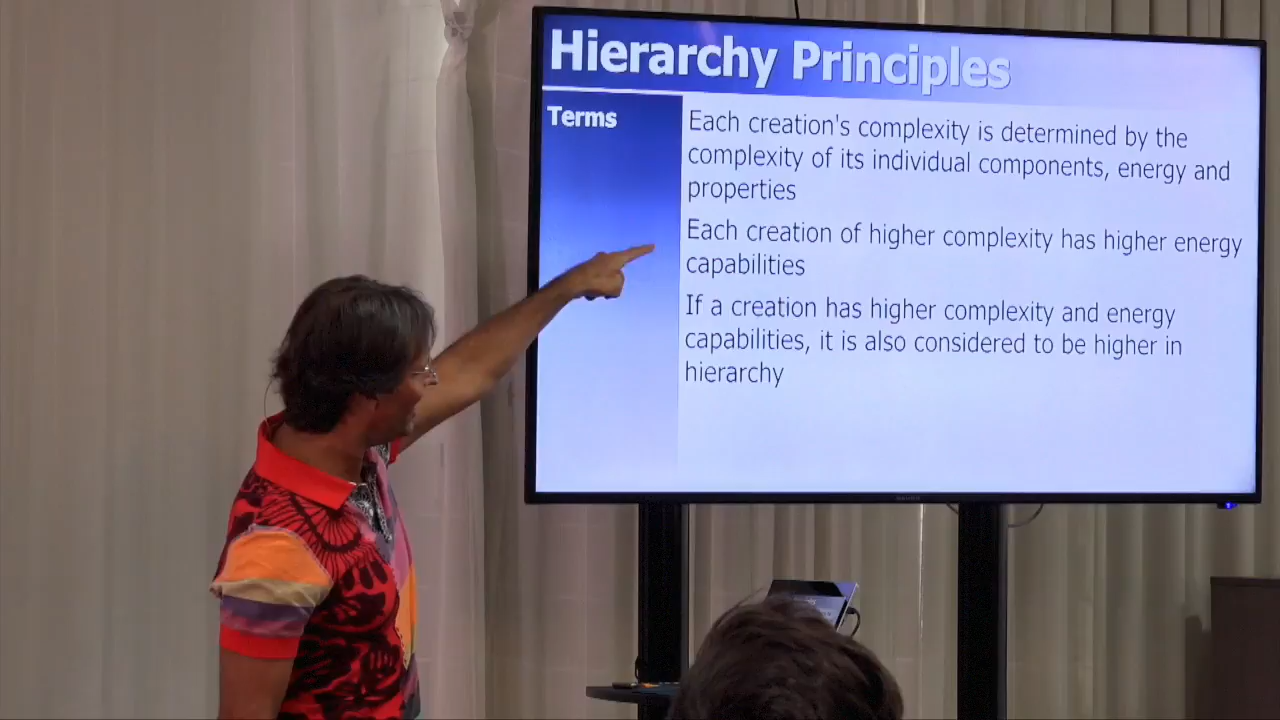 Hierarchy Principles
Terms
Each creation's complexity is determined by the
complexity of its individual components, energy and
properties
Each creation of higher complexity has higher energy
capabilities
If a creation has higher complexity and energy
capabilities, it is also considered to be higher in
hierarchy